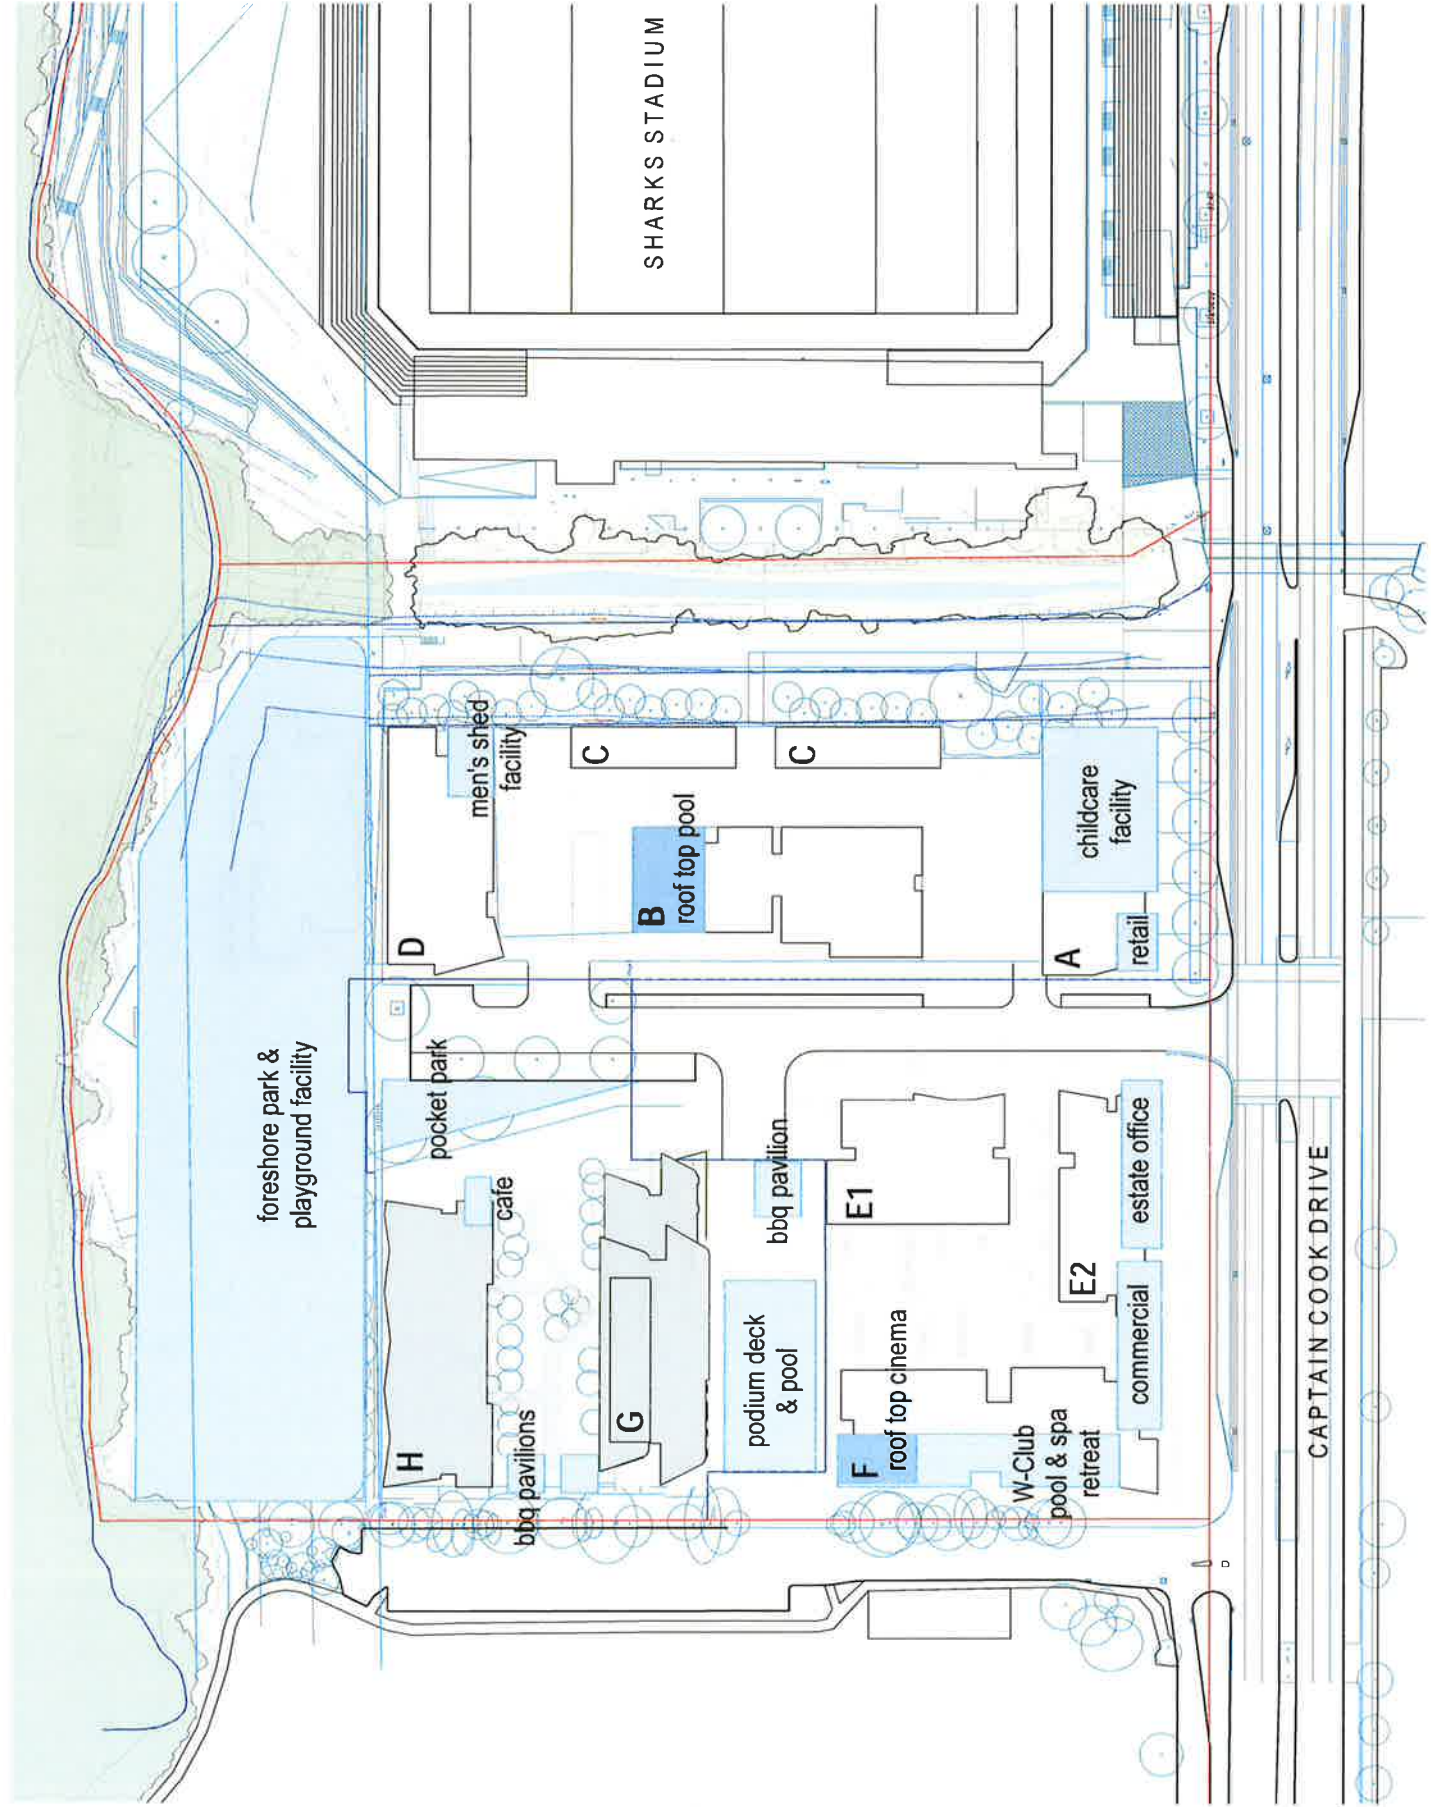 foreshore park &
playground facility
SHARKS STADIUM
H
bbq pavilions
cafe
pocket park
D
men's shed
facility
G
B
roof top pool
C
C
podium deck
& pool
bbq pavilion
F
roof top cinema
E1
W-Club
pool & spa
retreat
E2
commercial
estate office
A
retail
childcare
facility
CAPTAIN COOK DRIVE